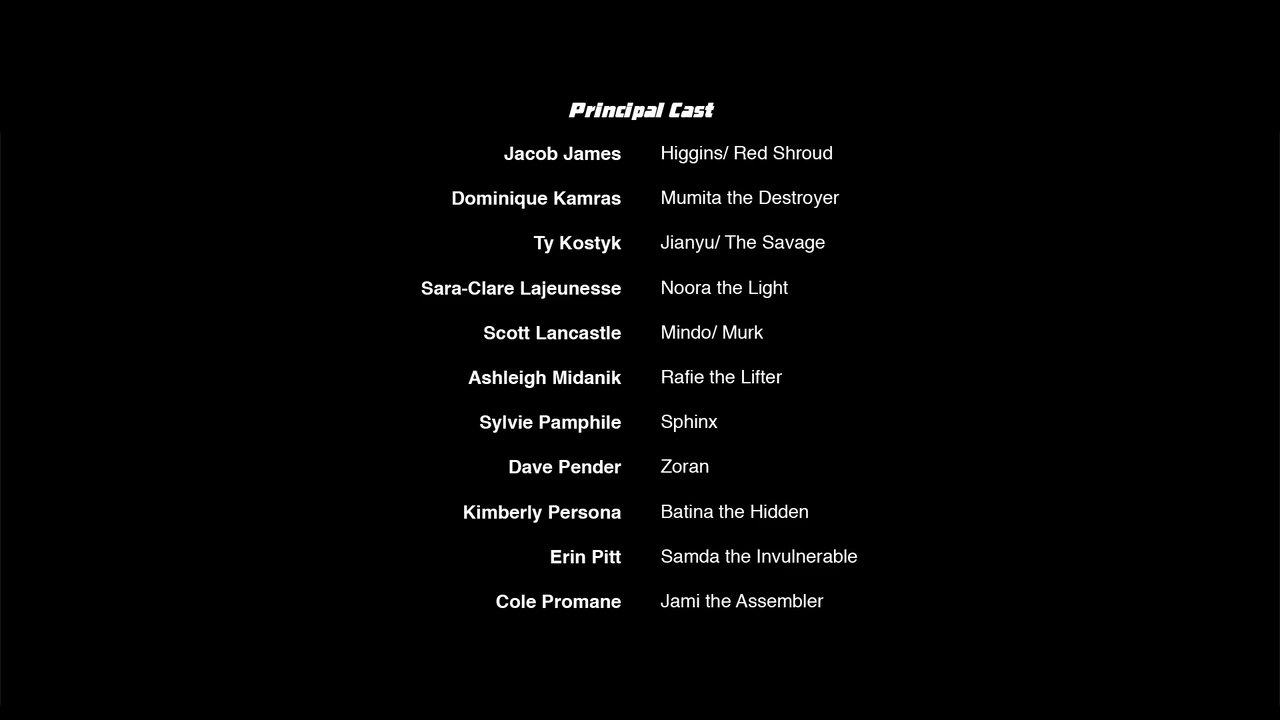 Principal Cast
Jacob James Higgins/ Red Shroud
Dominique Kamras Mumita the Destroyer
Ty Kostyk Jianyu/ The Savage
Sara-Clare Lajeunesse Noora the Light
Scott Lancastle Mindo/ Murk
Ashleigh Midanik Rafie the Lifter
Sylvie Pamphile Sphinx
Dave Pender Zoran
Kimberly Persona Batina the Hidden
Erin Pitt Samda the Invulnerable
Cole Promane Jami the Assembler